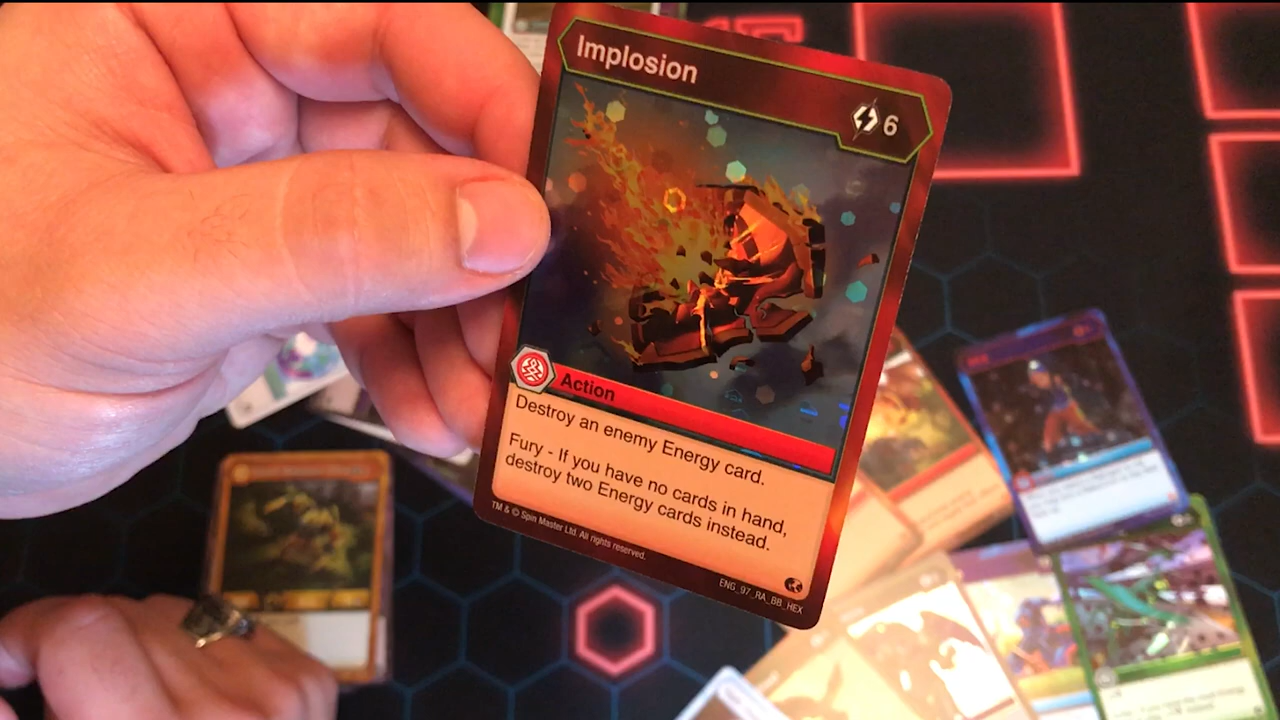 Implosion
6
Action
Destroy an enemy Energy card.
Fury - If you have no cards in hand,
destroy two Energy cards instead.
TM & © Spin Master Ltd. All rights reserved.
ENG_97_RA_BB_HEX